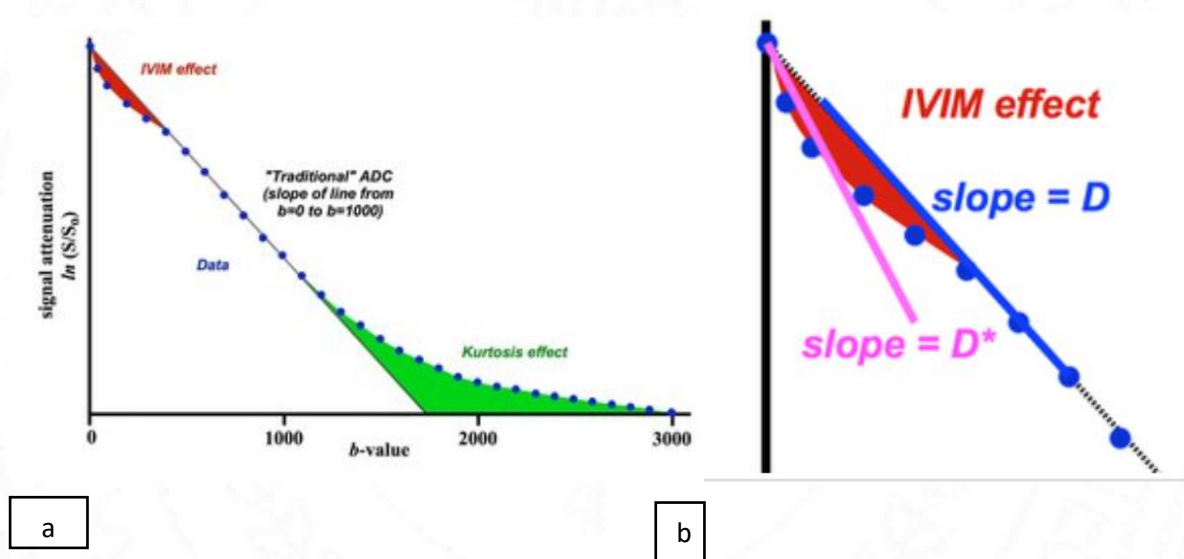 IVIM effect
"Traditional" ADC
(slope of line from
b=0 to b=1000)
signal attenuation
ln (S/S₀)
Data
Kurtosis effect
0
1000
2000
3000
b-value
a
IVIM effect
slope = D
slope = D*
b